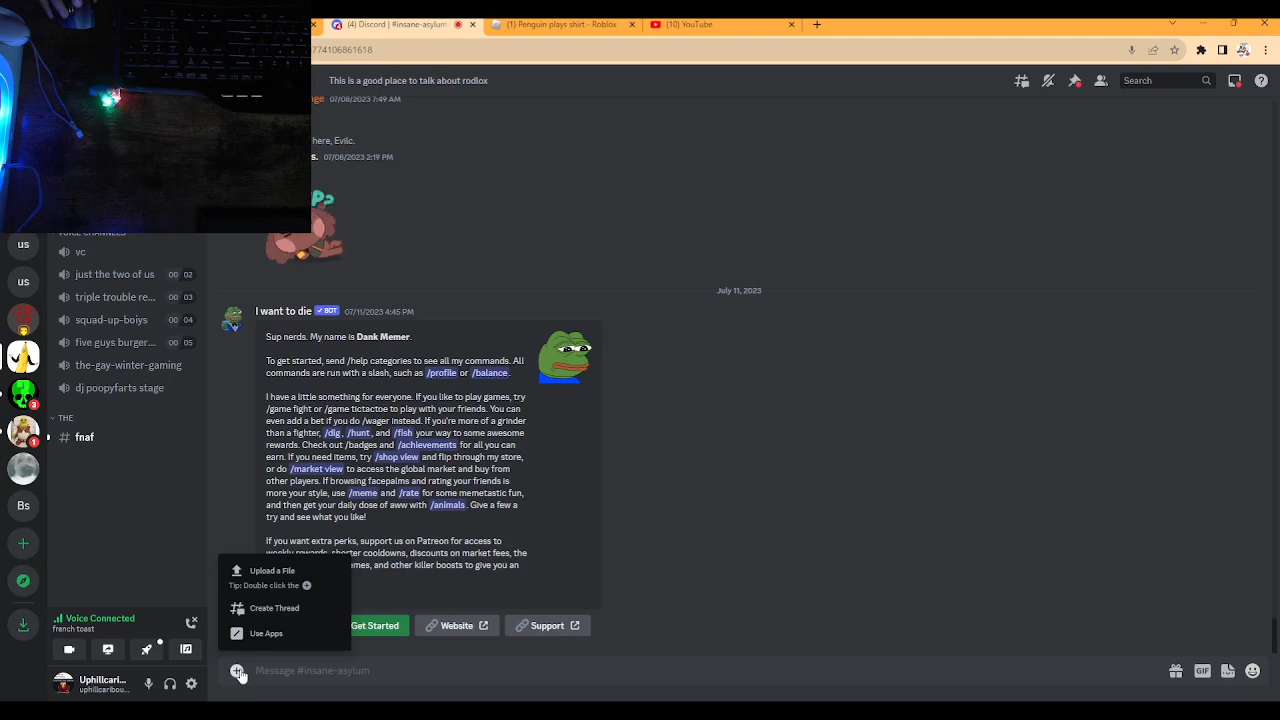 (4) Discord | #insane-asylum
(1) Penguin plays shirt - Roblox
(10) YouTube
774106861618
This is a good place to talk about rodlox
Search
07/08/2023 7:49 AM
here, Evilc.
07/08/2023 2:19 PM
P?
us
vc
just the two of us 00 02
us
triple trouble re... 00 03
squad-up-boiys 00 04
five guys burger... 00 05
the-gay-winter-gaming
dj poopyfarts stage
THE
fnaf
3
1
Bs
July 11, 2023
I want to die BOT 07/11/2023 4:45 PM
Sup nerds. My name is Dank Memer.
To get started, send /help categories to see all my commands. All
commands are run with a slash, such as /profile or /balance.
I have a little something for everyone. If you like to play games, try
/game fight or /game tictactoe to play with your friends. You can
even add a bet if you do /wager instead. If you're more of a grinder
than a fighter, /dig, /hunt, and /fish your way to some awesome
rewards. Check out /badges and /achievements for all you can
earn. If you need items, try /shop view and flip through my store,
or do /market view to access the global market and buy from
other players. If browsing facepalms and rating your friends is
more your style, use /meme and /rate for some memetastic fun,
and then get your daily dose of aww with /animals. Give a few a
try and see what you like!
If you want extra perks, support us on Patreon for access to
weekly rewards, shorter cooldowns, discounts on market fees, the
emes, and other killer boosts to give you an
Get Started
Website
Support
Upload a File
Tip: Double click the
Create Thread
Use Apps
Voice Connected
french toast
Uphillcari...
uphillcaribou...
Message #insane-asylum
GIF